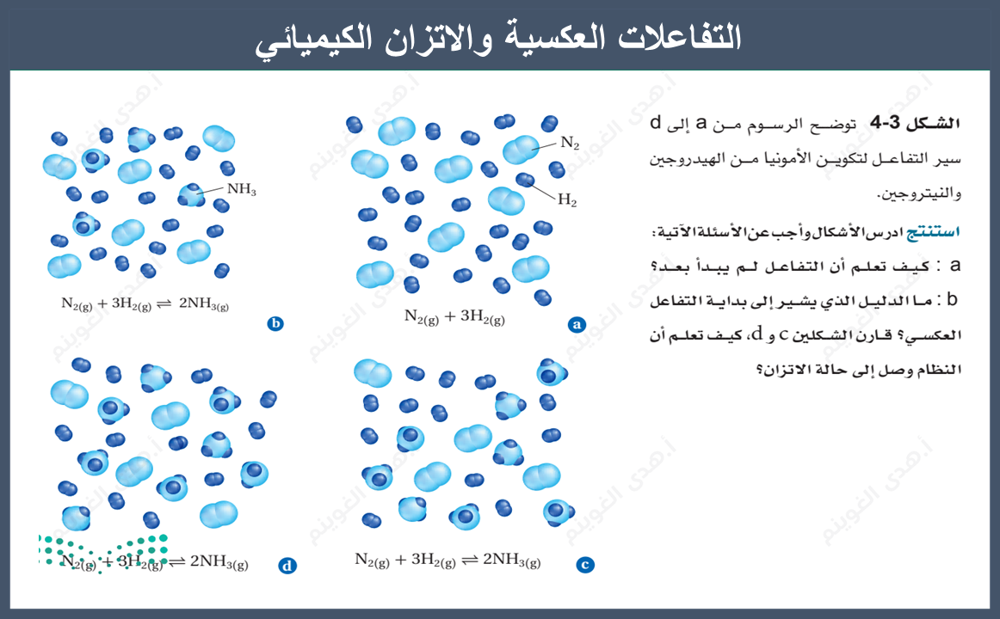 التفاعلات العكسية والاتزان الكيميائي
الشكل 3-4 توضح الرسوم من a إلى d
سير التفاعل لتكوين الأمونيا من الهيدروجين
والنيتروجين.
استنتج ادرس الأشكال وأجب عن الأسئلة الآتية:
a : كيف تعلم أن التفاعل لم يبدأ بعد؟
b : ما الدليل الذي يشير إلى بداية التفاعل
العكسي؟ قارن الشكلين c و d، كيف تعلم أن
النظام وصل إلى حالة الاتزان؟
N₂
H₂
N₂(g) + 3H₂(g)
a
NH₃
N₂(g) + 3H₂(g) ⇌ 2NH₃(g)
b
N₂(g) + 3H₂(g) ⇌ 2NH₃(g)
c
N₂(g) + 3H₂(g) ⇌ 2NH₃(g)
d
أ.هدى الغوينم